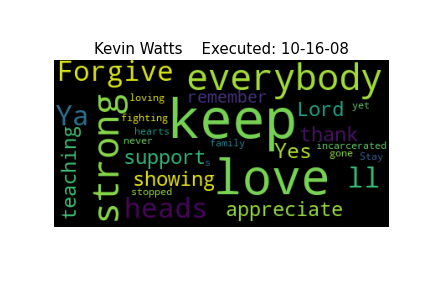 Kevin Watts    Executed: 10-16-08
Forgive
everybody
loving
remember
Ya
strong
fighting
keep
Lord
yet
hearts
thank
never
family
incarcerated
teaching
support
s
Yes
gone
Stay
showing
love
ll
stopped
heads
appreciate